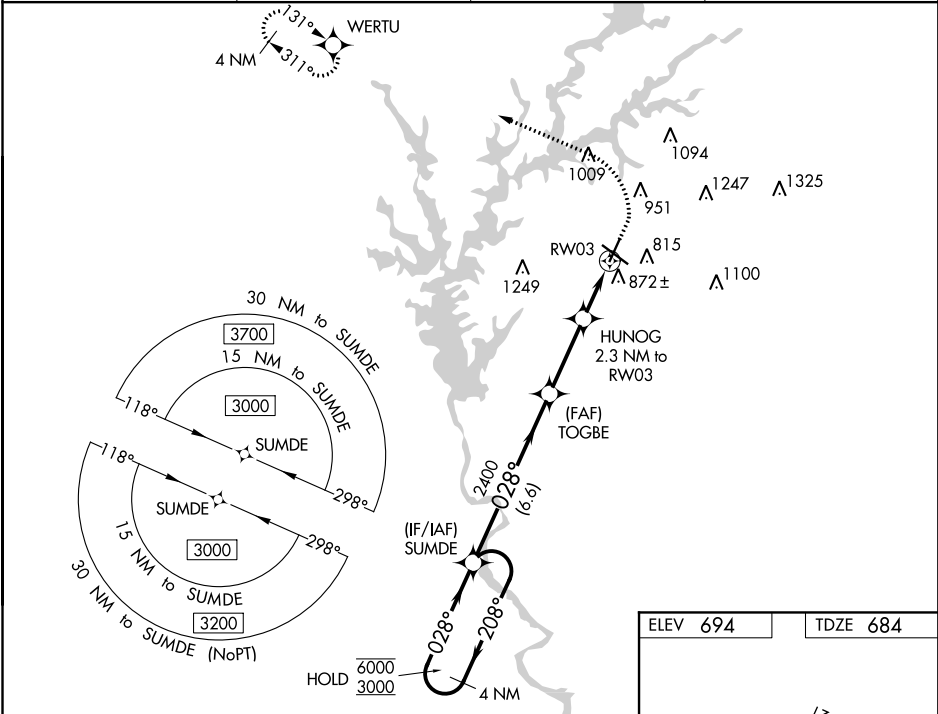 131°
WERTU
4 NM
311°
1094
1009
1247
1325
951
RW03
815
872±
1100
1249
HUNOG
2.3 NM to
RW03
(FAF)
TOGBE
30 NM to SUMDE
3700
15 NM to SUMDE
3000
118°
SUMDE
298°
118°
SUMDE
298°
3000
15 NM to SUMDE
3200
30 NM to SUMDE (NoPT)
2400
028°
(6.6)
(IF/IAF)
SUMDE
028°
208°
HOLD
6000
3000
4 NM
ELEV 694
TDZE 684